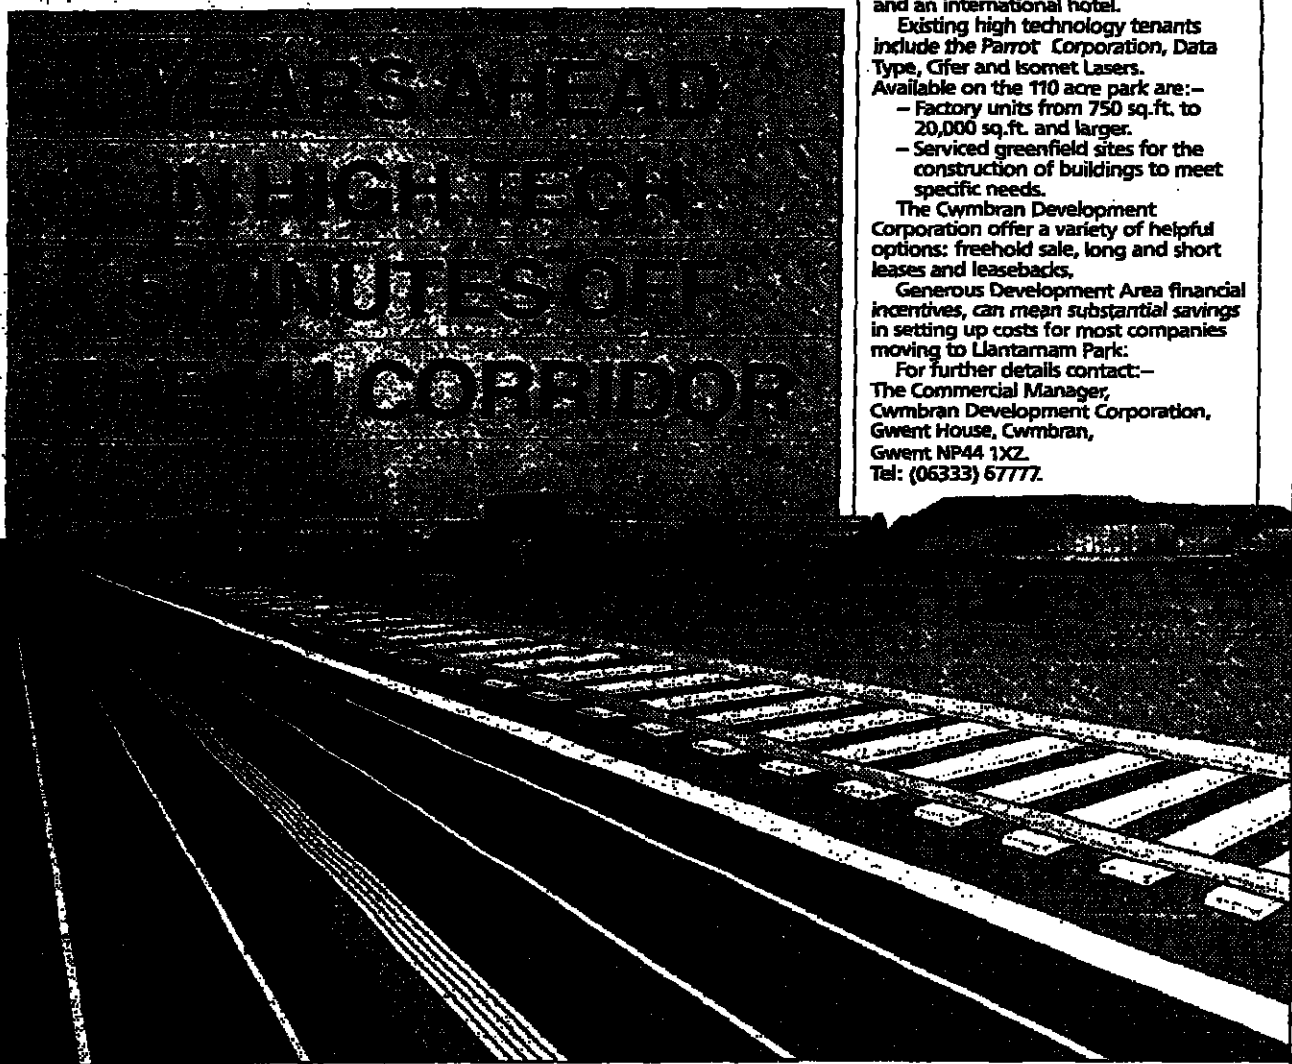 YEARS AHEAD
IN HIGH TECH.
5 MINUTES OFF
THE M4 CORRIDOR
and an international hotel.
Existing high technology tenants
include the Parrot Corporation, Data
Type, Cifer and Isomet Lasers.
Available on the 110 acre park are:–
– Factory units from 750 sq.ft. to
20,000 sq.ft. and larger.
– Serviced greenfield sites for the
construction of buildings to meet
specific needs.
The Cwmbran Development
Corporation offer a variety of helpful
options: freehold sale, long and short
leases and leasebacks.
Generous Development Area financial
incentives, can mean substantial savings
in setting up costs for most companies
moving to Llantarnam Park:
For further details contact:–
The Commercial Manager,
Cwmbran Development Corporation,
Gwent House, Cwmbran,
Gwent NP44 1XZ.
Tel: (06333) 67777.